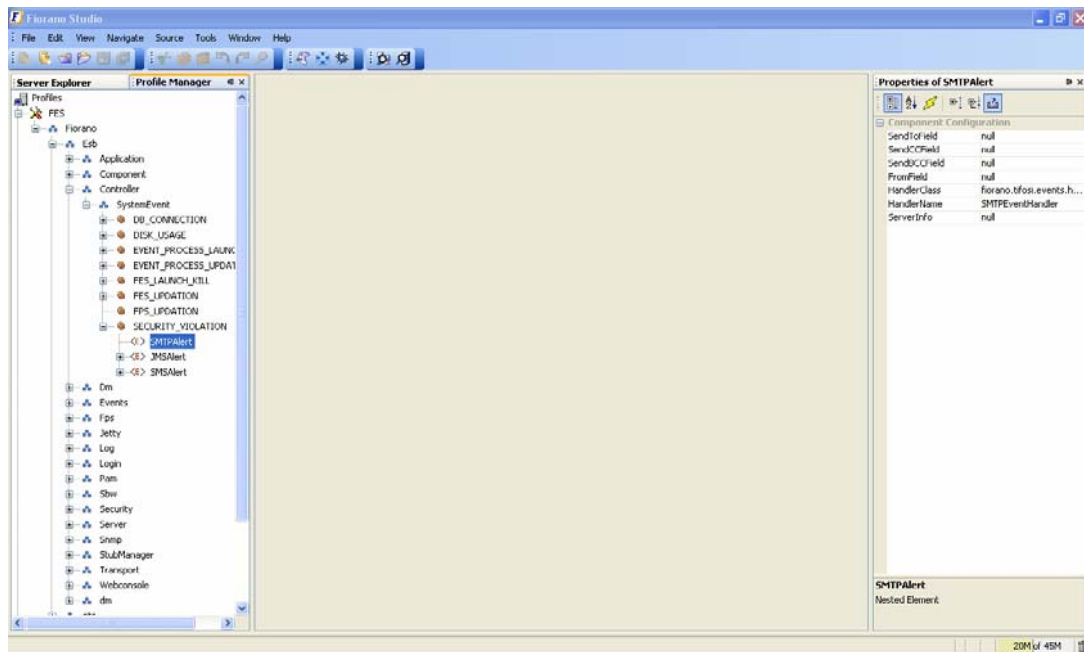 Fiorano Studio
File Edit View Navigate Source Tools Window Help
Server Explorer Profile Manager
Profiles
FES
Fiorano
Esb
Application
Component
Controller
SystemEvent
DB_CONNECTION
DISK_USAGE
EVENT_PROCESS_LAUNC
EVENT_PROCESS_UPDAT
FES_LAUNCH_KILL
FES_UPDATION
FPS_UPDATION
SECURITY_VIOLATION
SMTPAlert
JMSAlert
SMSAlert
Dm
Events
Fps
Jetty
Log
Login
Pam
Sbw
Security
Server
Snmp
StubManager
Transport
Webconsole
dm
Properties of SMTPAlert
Component Configuration
SendToField null
SendCCField null
SendBCCField null
FromField null
HandlerClass fiorano.tifosi.events.h...
HandlerName SMTPEventHandler
ServerInfo null
SMTPAlert
Nested Element
20M of 45M